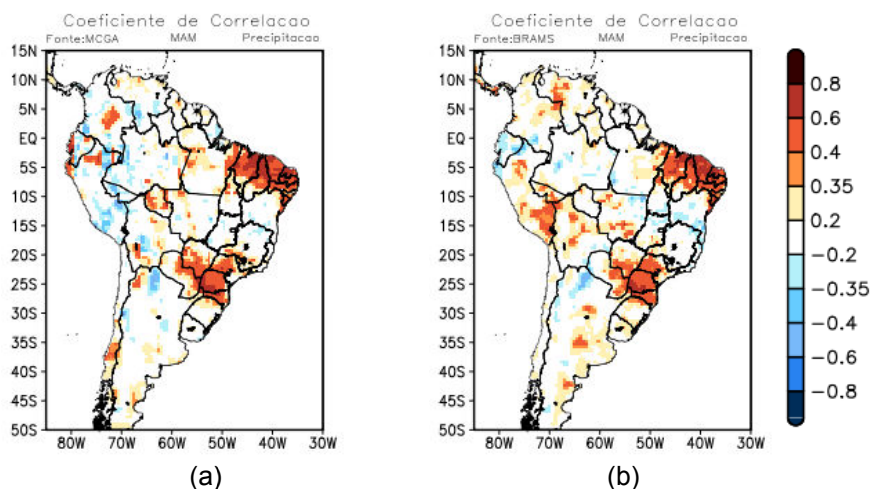 Coeficiente de Correlacao
Fonte:MCGA MAM Precipitacao
15N
10N
5N
EQ
5S
10S
15S
20S
25S
30S
35S
40S
45S
50S
80W 70W 60W 50W 40W 30W
(a)
Coeficiente de Correlacao
Fonte:BRAMS MAM Precipitacao
15N
10N
5N
EQ
5S
10S
15S
20S
25S
30S
35S
40S
45S
50S
80W 70W 60W 50W 40W 30W
(b)
0.8
0.6
0.4
0.35
0.2
−0.2
−0.35
−0.4
−0.6
−0.8